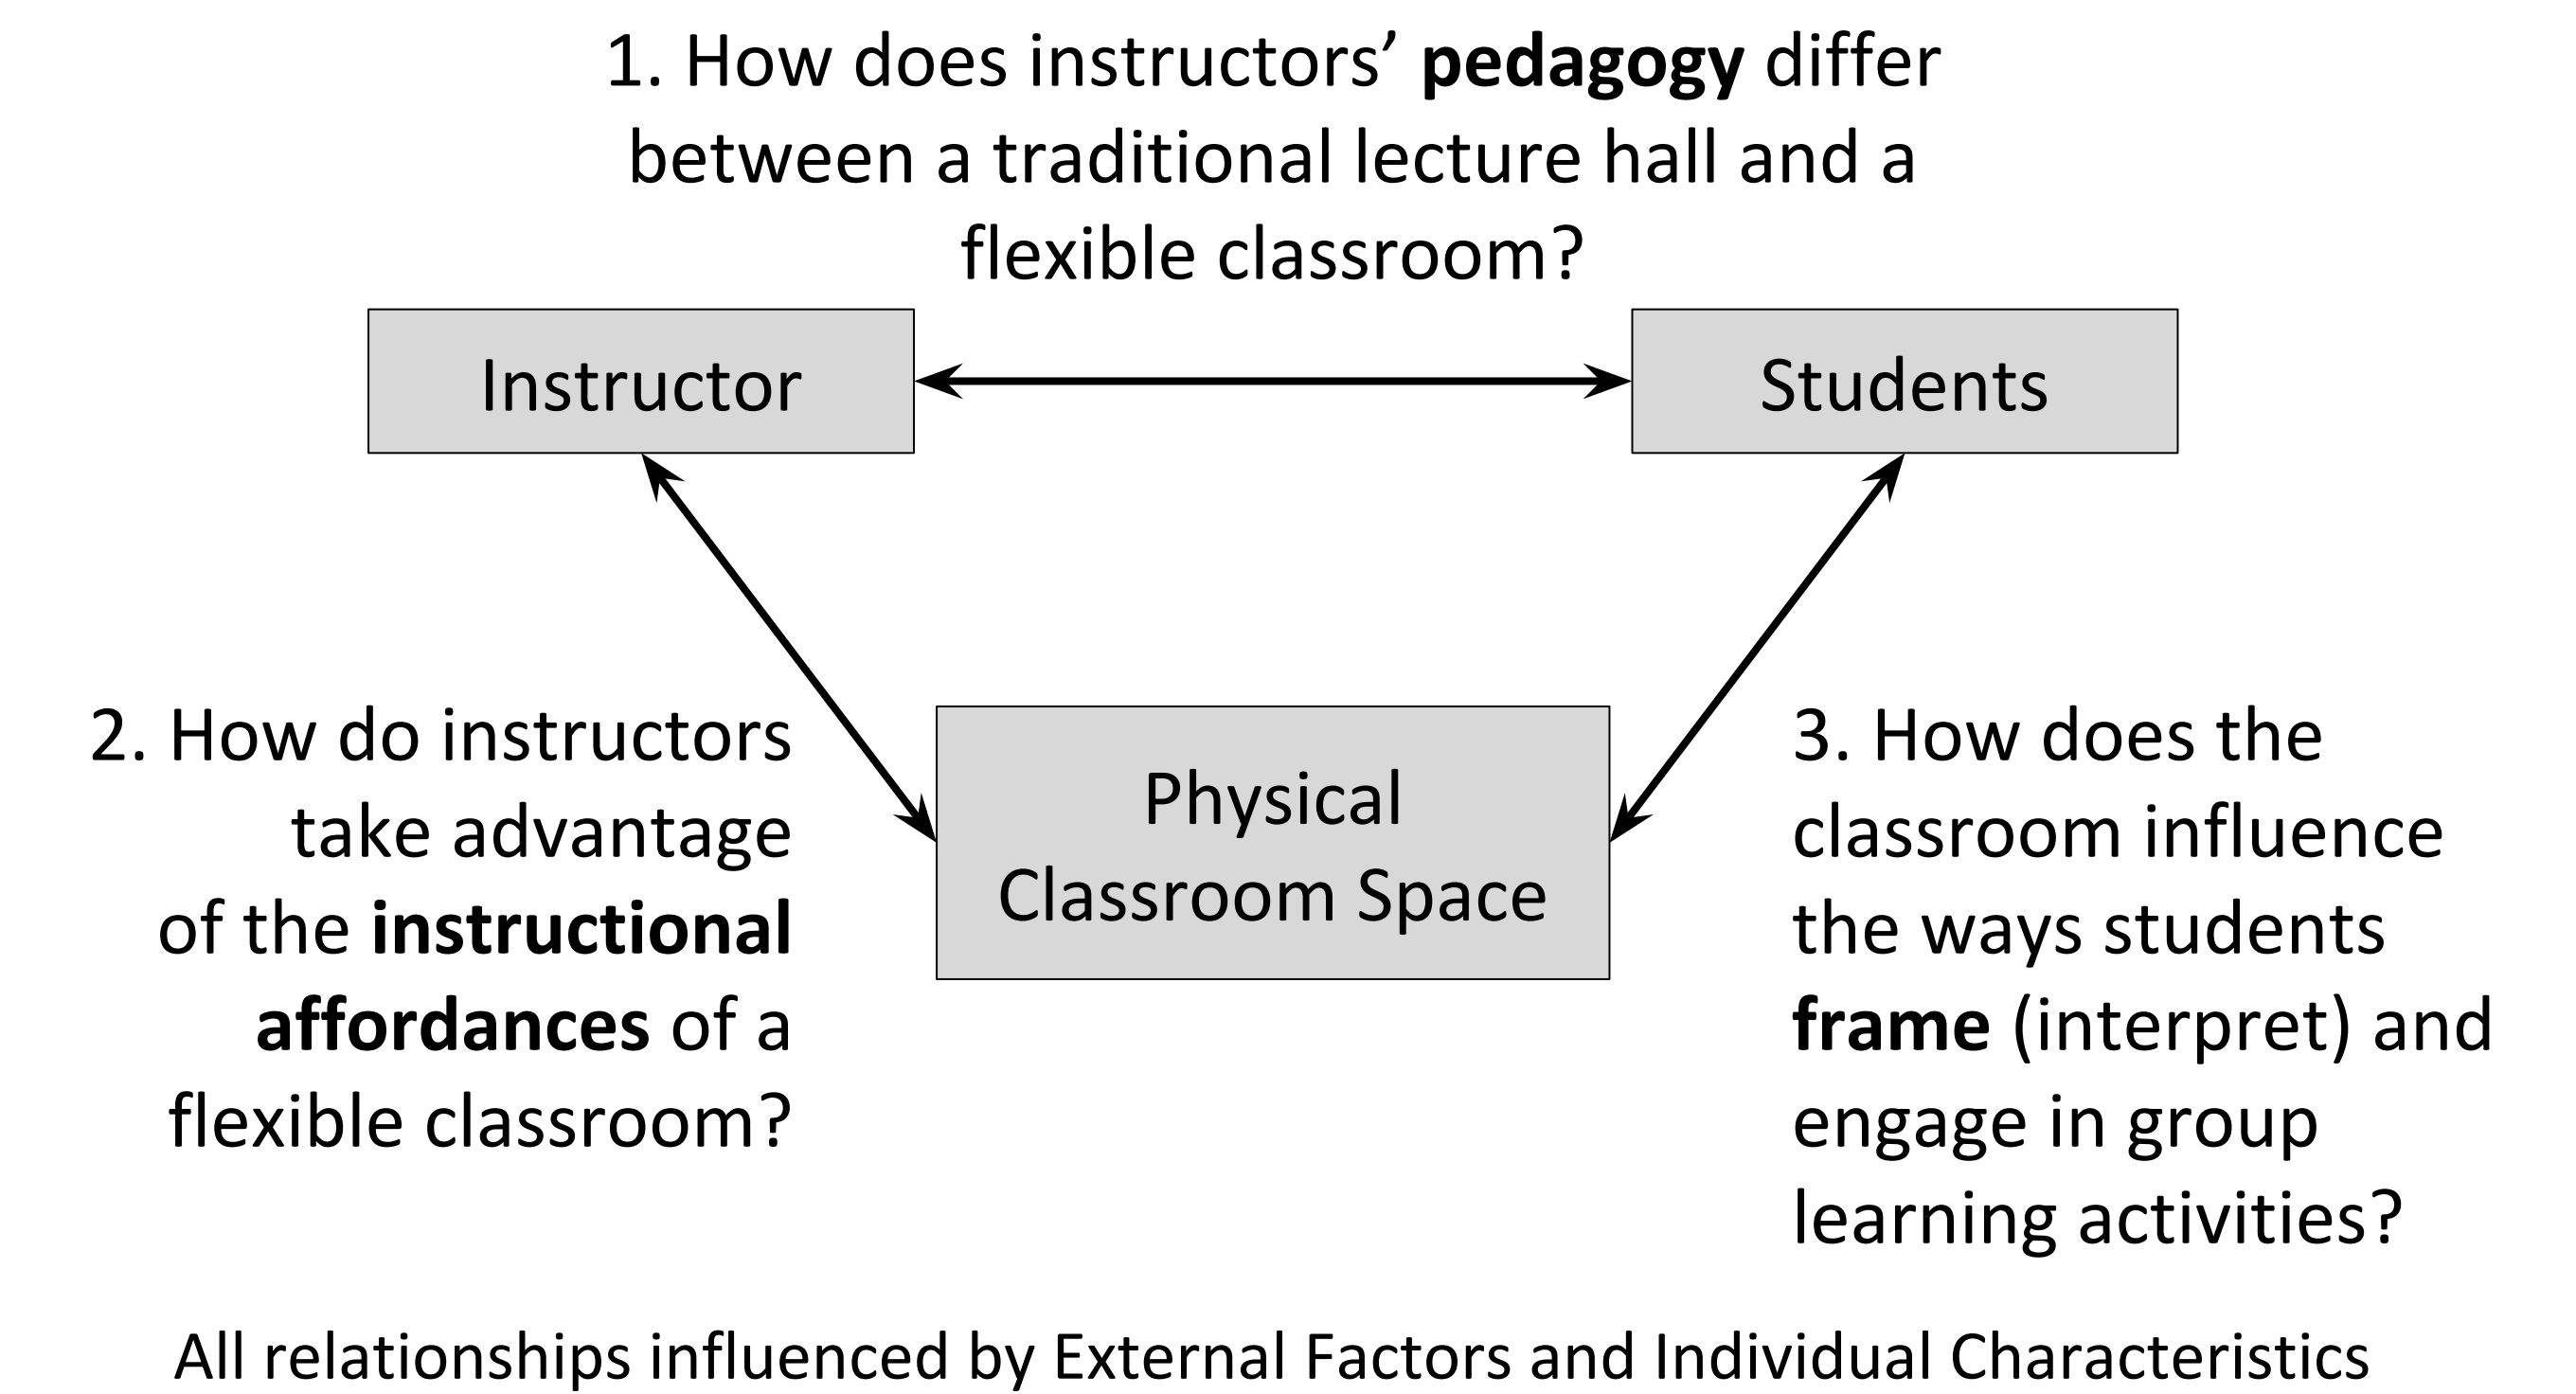 1. How does instructors’ pedagogy differ
between a traditional lecture hall and a
flexible classroom?
Instructor
Students
Physical
Classroom Space
2. How do instructors
take advantage
of the instructional
affordances of a
flexible classroom?
3. How does the
classroom influence
the ways students
frame (interpret) and
engage in group
learning activities?
All relationships influenced by External Factors and Individual Characteristics